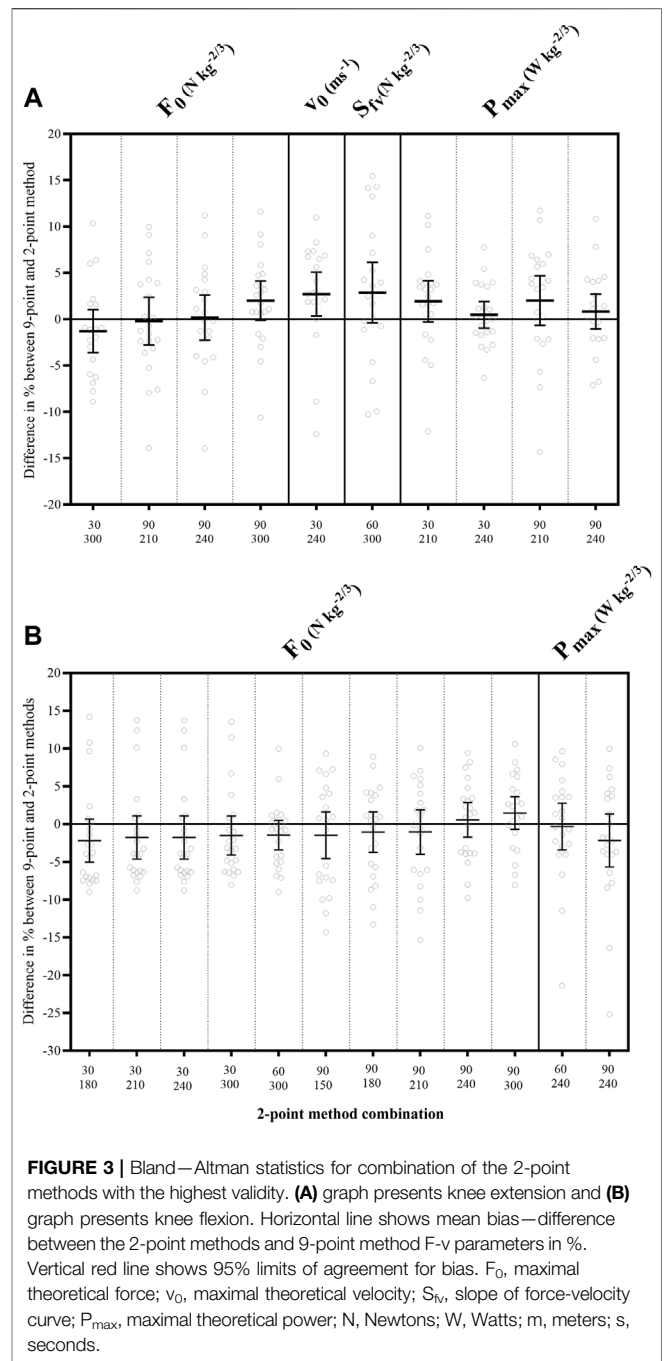 A
F0 (N kg-2/3)
v0 (ms-1)
Sfv(N kg-2/3)
P max (W kg-2/3)
Difference in % between 9-point and 2-point method
20
15
10
5
0
-5
-10
-15
-20
30 90 90 90 30 60 30 30 90 90
300 210 240 300 240 300 210 240 210 240
B
F0 (N kg-2/3)
P max (W kg-2/3)
Difference in % between 9-point and 2-point methods
20
15
10
5
0
-5
-10
-15
-20
-25
-30
30 30 30 30 60 90 90 90 90 90 60 90
180 210 240 300 300 150 180 210 240 300 240 240
2-point method combination
FIGURE 3 | Bland—Altman statistics for combination of the 2-point
methods with the highest validity. (A) graph presents knee extension and (B)
graph presents knee flexion. Horizontal line shows mean bias—difference
between the 2-point methods and 9-point method F-v parameters in %.
Vertical red line shows 95% limits of agreement for bias. F0, maximal
theoretical force; v0, maximal theoretical velocity; Sfv, slope of force-velocity
curve; Pmax, maximal theoretical power; N, Newtons; W, Watts; m, meters; s,
seconds.